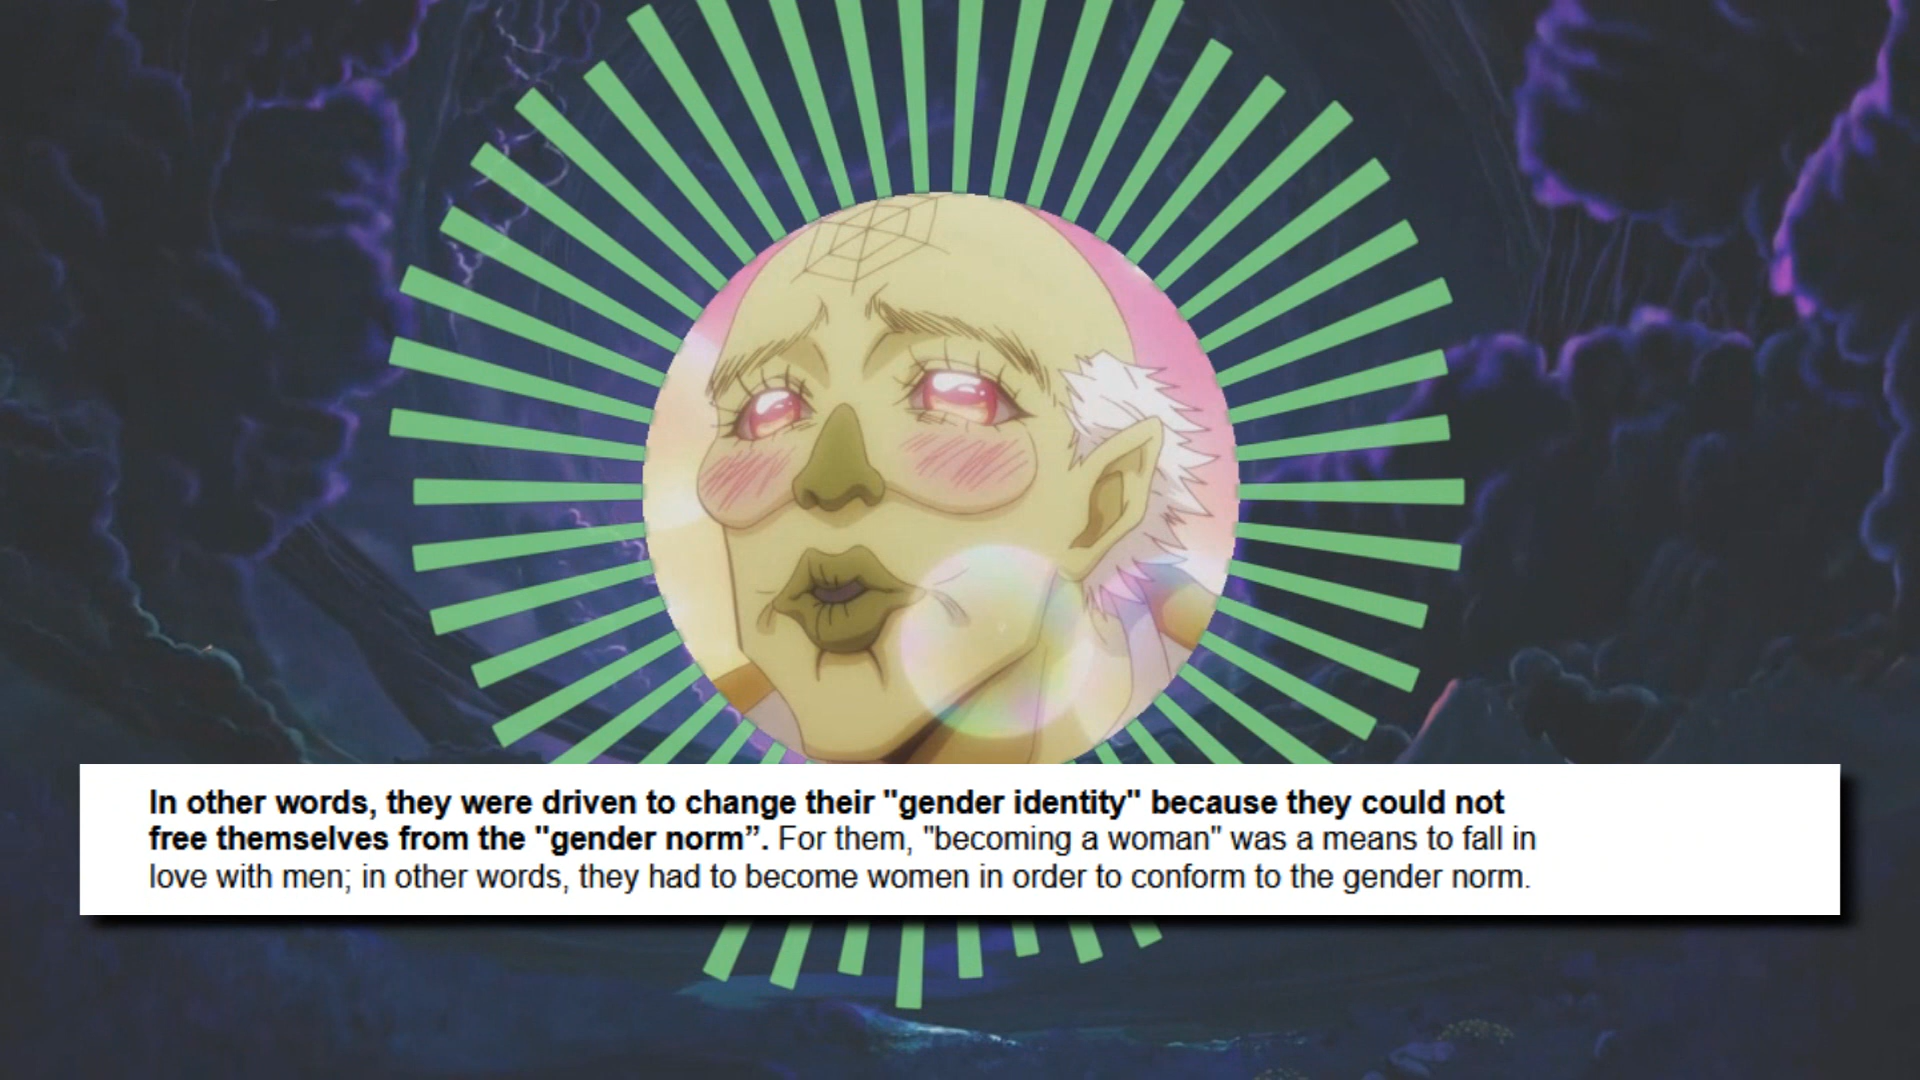 In other words, they were driven to change their "gender identity" because they could not
free themselves from the "gender norm”. For them, "becoming a woman" was a means to fall in
love with men; in other words, they had to become women in order to conform to the gender norm.